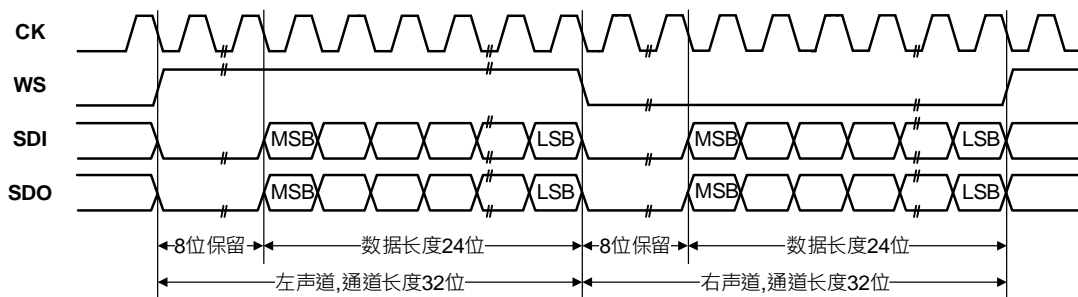 CK
WS
SDI MSB LSB MSB LSB
SDO MSB LSB MSB LSB
8位保留 数据长度24位 8位保留 数据长度24位
左声道,通道长度32位 右声道,通道长度32位